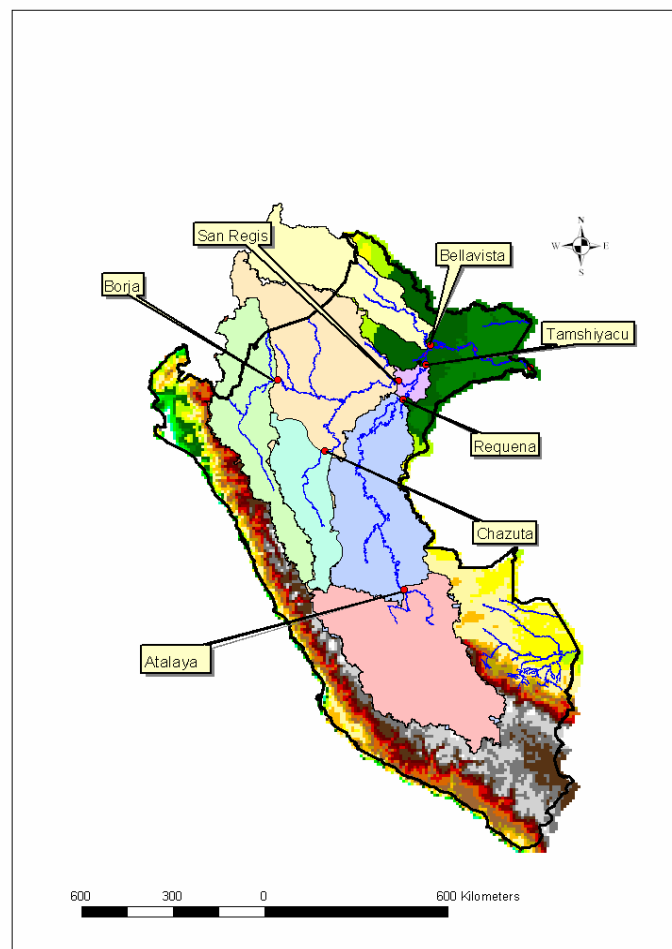 San Regis
N
W E
S
Bellavista
Borja
Tamshiyacu
Requena
Chazuta
Atalaya
600 300 0 600 Kilometers